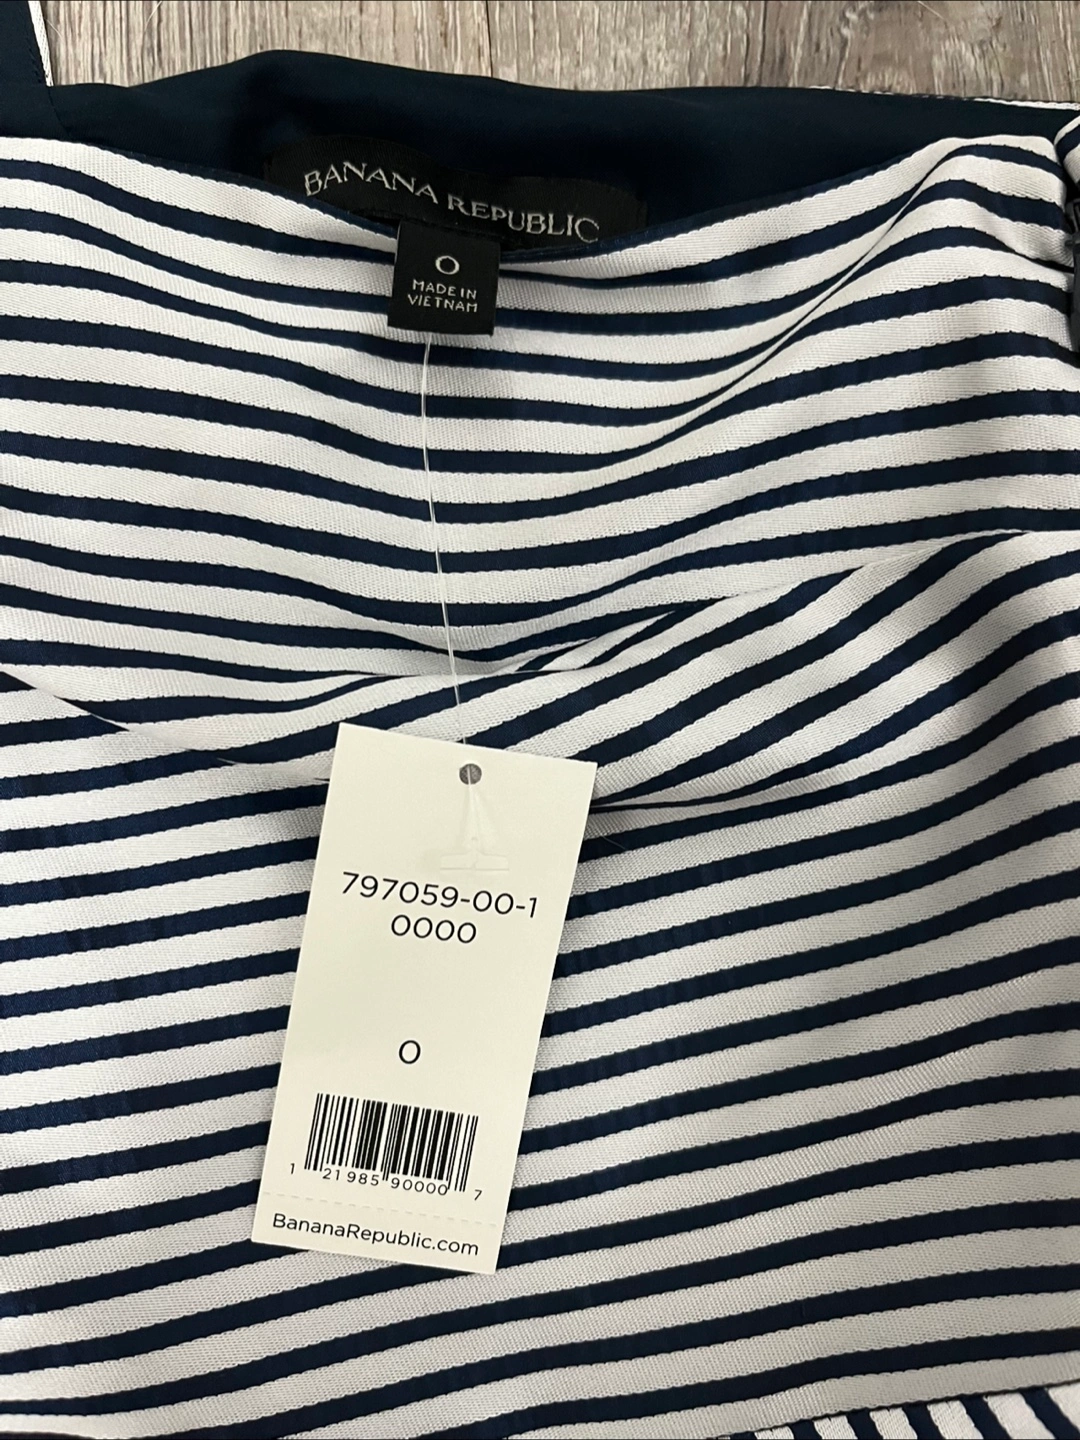 BANANA REPUBLIC
0
MADE IN
VIETNAM
797059-00-1
0000
0
1 21985 90000 7
BananaRepublic.com